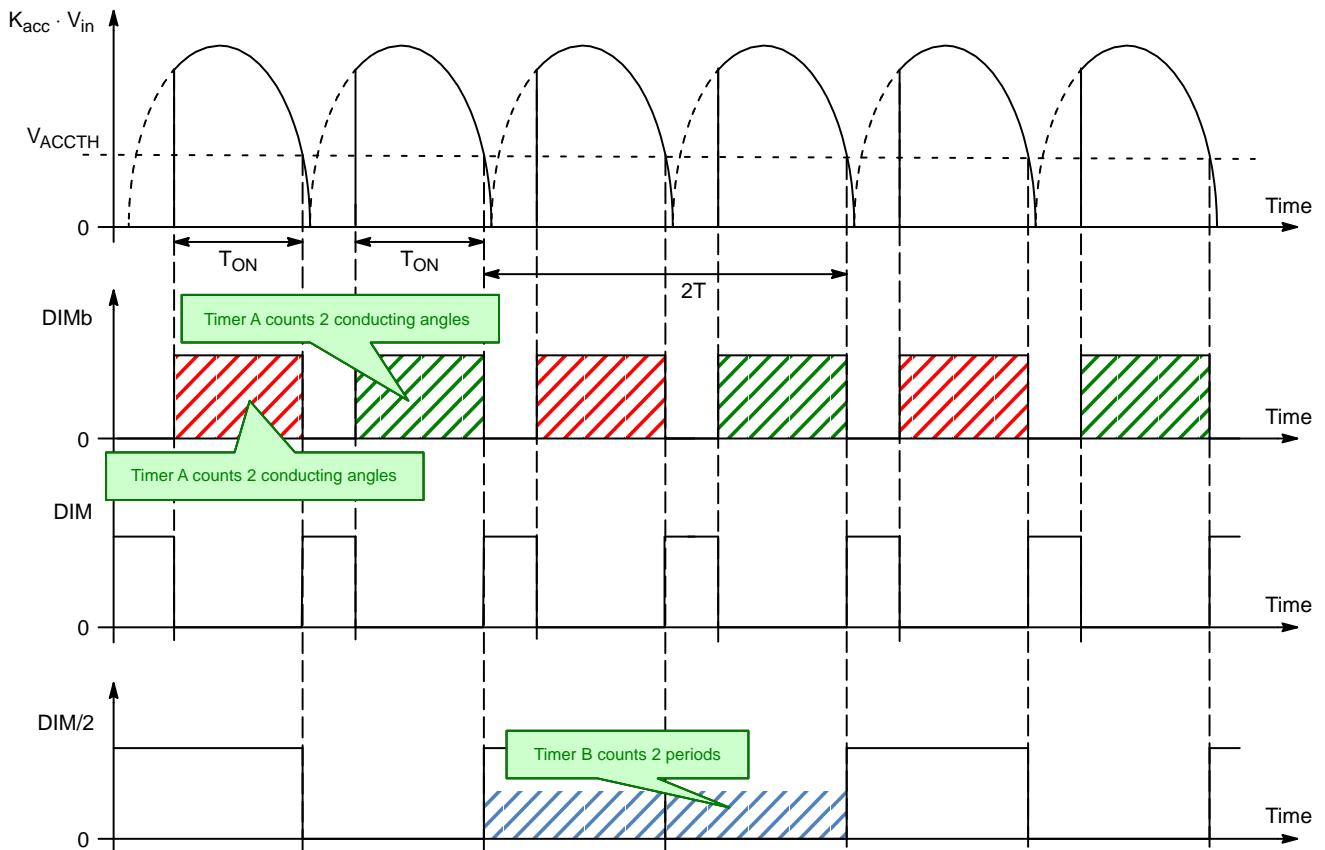 Kacc · Vin
VACCTH
0
Time
TON
TON
2T
DIMb
Timer A counts 2 conducting angles
0
Time
Timer A counts 2 conducting angles
DIM
0
Time
DIM/2
Timer B counts 2 periods
0
Time